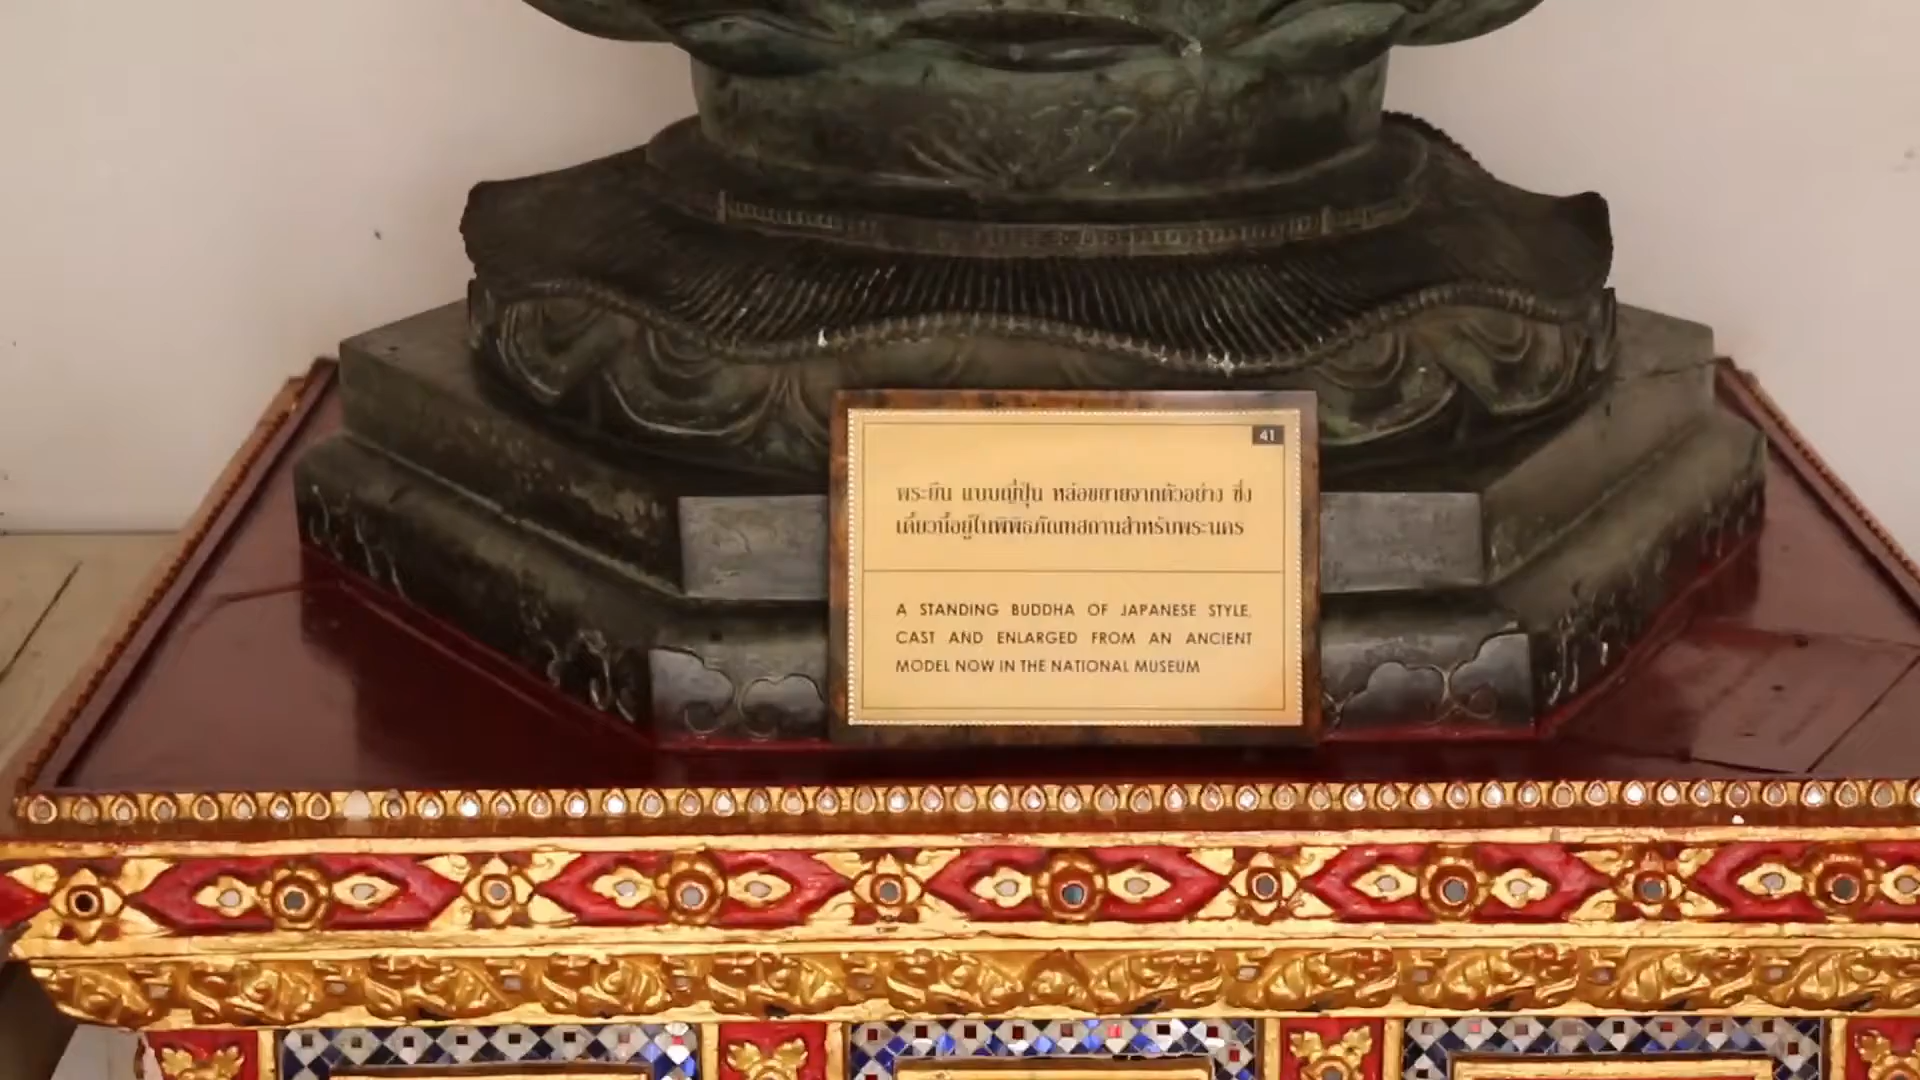 41
พระยืน แบบญี่ปุ่น หล่อขยายจากตัวอย่าง ซึ่ง
เดี๋ยวนี้อยู่ในพิพิธภัณฑสถานสำหรับพระนคร
A STANDING BUDDHA OF JAPANESE STYLE,
CAST AND ENLARGED FROM AN ANCIENT
MODEL NOW IN THE NATIONAL MUSEUM